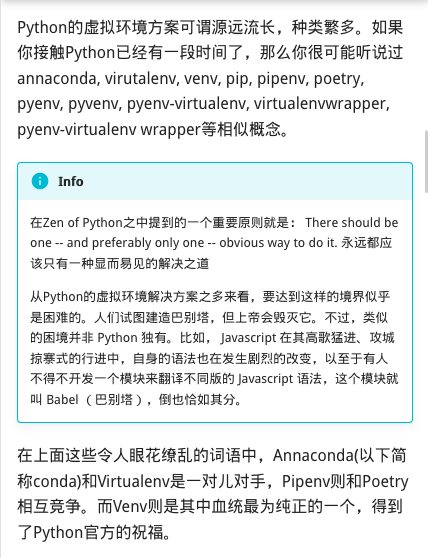 Python的虚拟环境方案可谓源远流长，种类繁多。如果
你接触Python已经有一段时间了，那么你很可能听说过
annaconda, virutalenv, venv, pip, pipenv, poetry,
pyenv, pyvenv, pyenv-virtualenv, virtualenvwrapper,
pyenv-virtualenv wrapper等相似概念。
Info
在Zen of Python之中提到的一个重要原则就是： There should be
one -- and preferably only one -- obvious way to do it. 永远都应
该只有一种显而易见的解决之道
从Python的虚拟环境解决方案之多来看，要达到这样的境界似乎
是困难的。人们试图建造巴别塔，但上帝会毁灭它。不过，类似
的困境并非 Python 独有。比如， Javascript 在其高歌猛进、攻城
掠寨式的行进中，自身的语法也在发生剧烈的改变，以至于有人
不得不开发一个模块来翻译不同版的 Javascript 语法，这个模块就
叫 Babel （巴别塔），倒也恰如其分。
在上面这些令人眼花缭乱的词语中，Annaconda(以下简
称conda)和Virtualenv是一对儿对手，Pipenv则和Poetry
相互竞争。而Venv则是其中血统最为纯正的一个，得到
了Python官方的祝福。